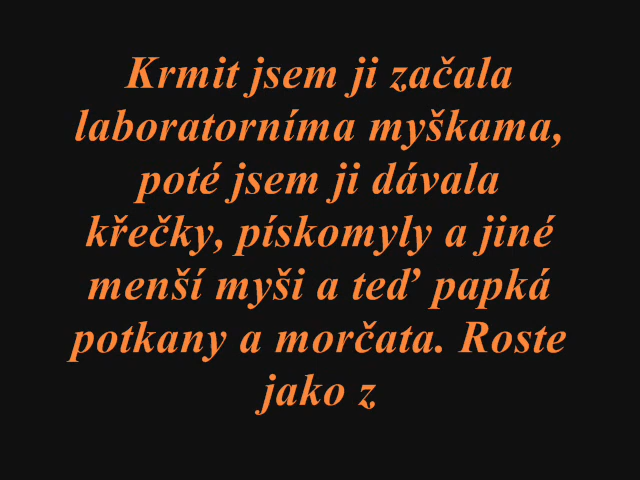 Krmit jsem ji začala
laboratorníma myškama,
poté jsem ji dávala
křečky, pískomyly a jiné
menší myši a teď papká
potkany a morčata. Roste
jako z